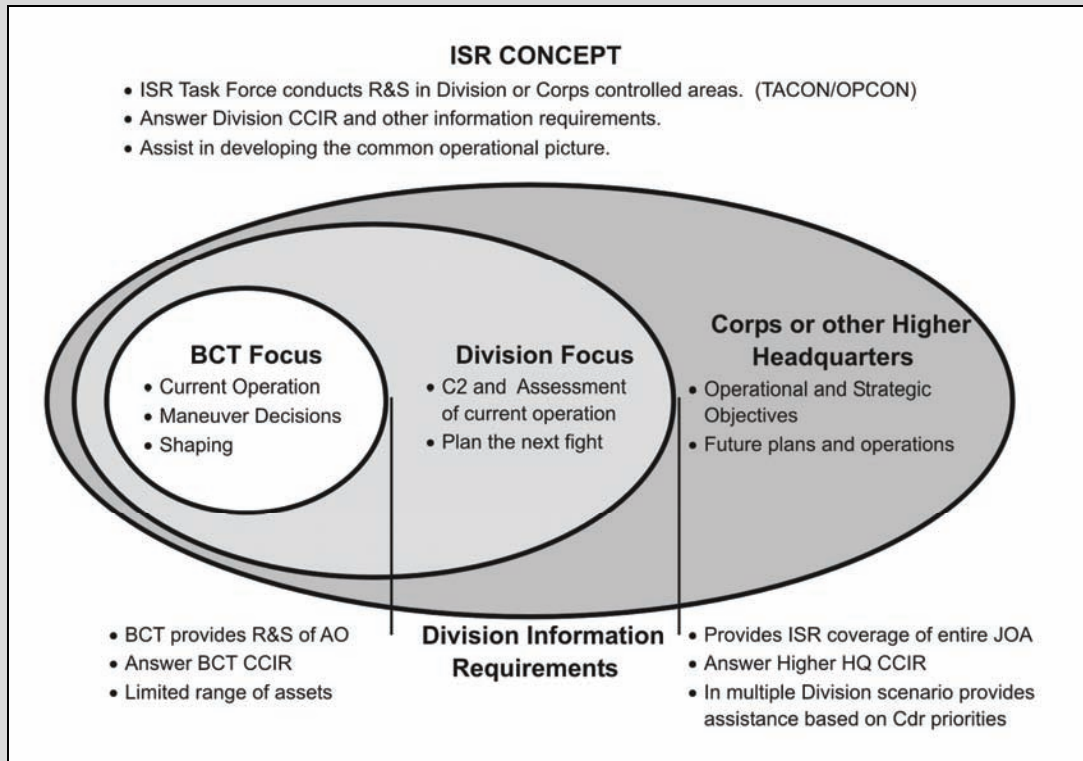 ISR CONCEPT
• ISR Task Force conducts R&S in Division or Corps controlled areas. (TACON/OPCON)
• Answer Division CCIR and other information requirements.
• Assist in developing the common operational picture.
BCT Focus
• Current Operation
• Maneuver Decisions
• Shaping
Division Focus
• C2 and Assessment
of current operation
• Plan the next fight
Corps or other Higher
Headquarters
• Operational and Strategic
Objectives
• Future plans and operations
• BCT provides R&S of AO
• Answer BCT CCIR
• Limited range of assets
Division Information
Requirements
• Provides ISR coverage of entire JOA
• Answer Higher HQ CCIR
• In multiple Division scenario provides
assistance based on Cdr priorities